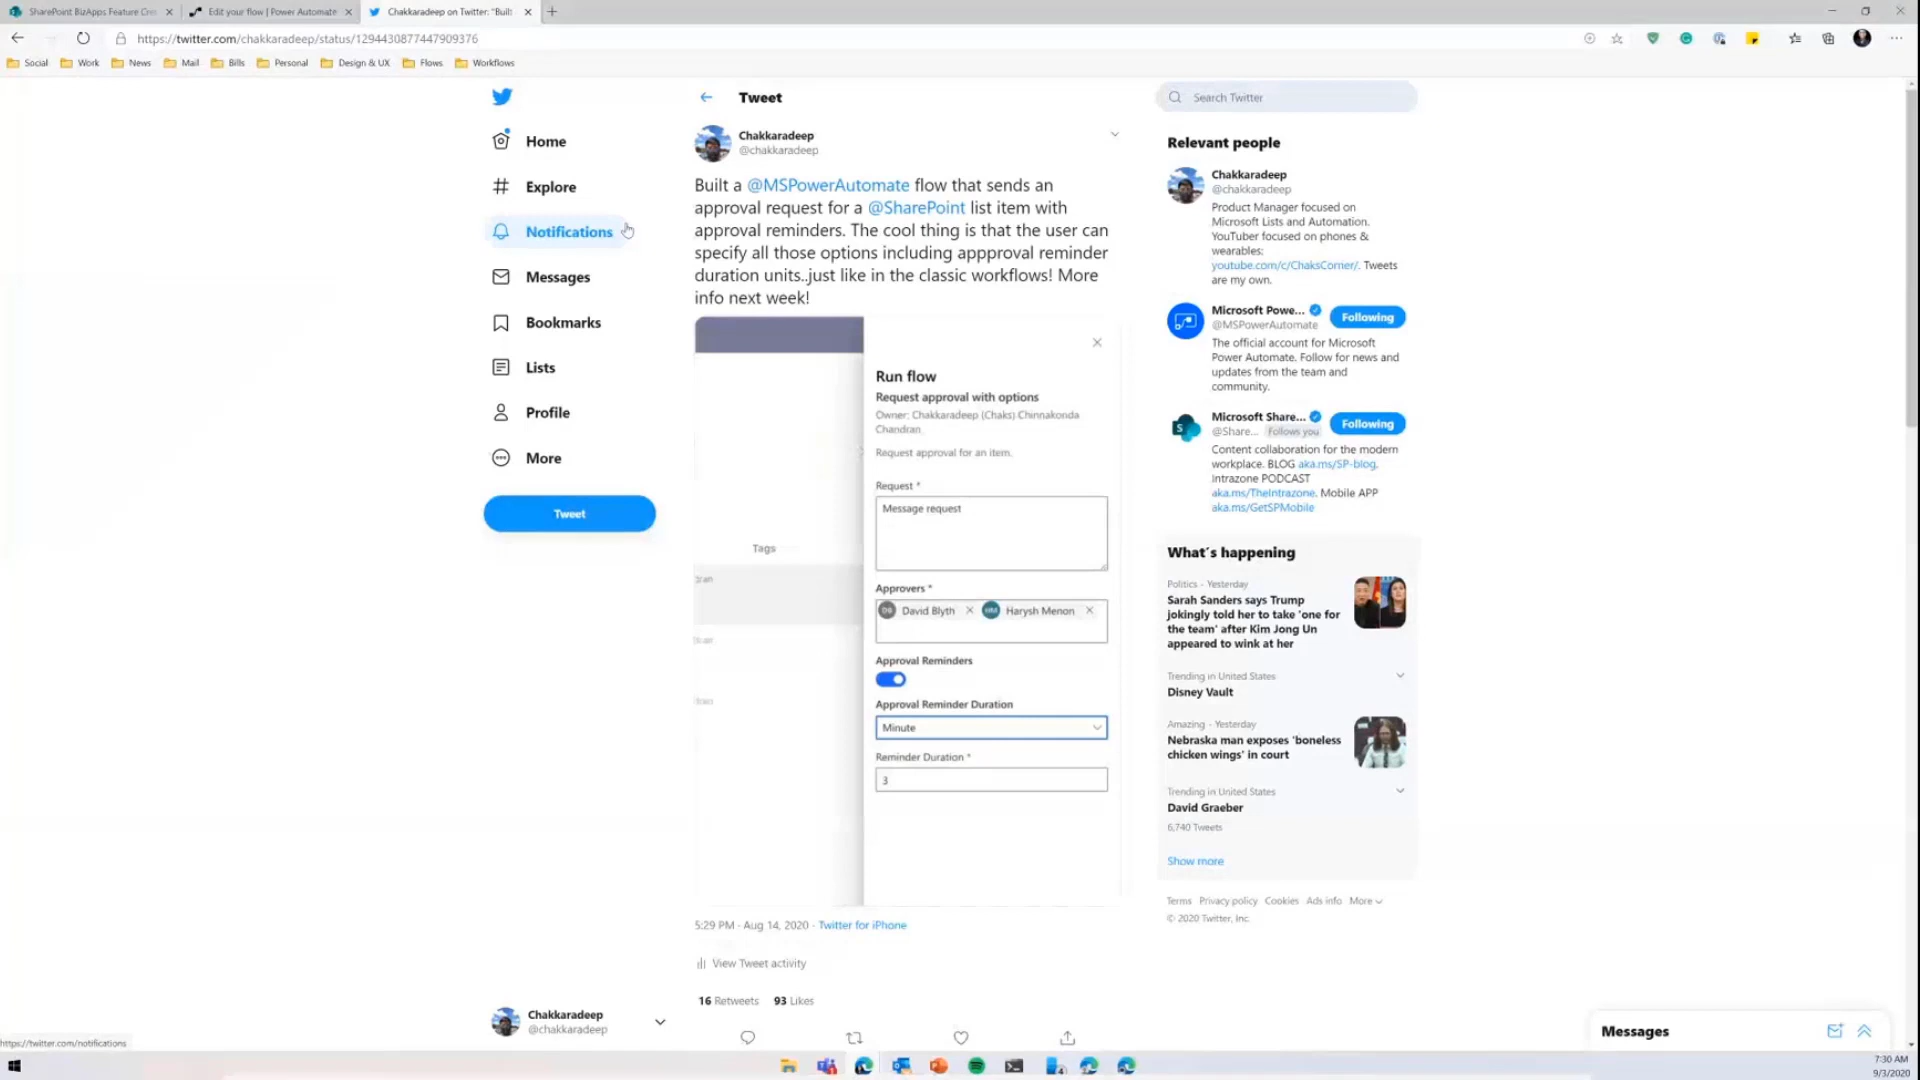 SharePoint BizApps Feature Cre
Edit your flow | Power Automate
Chakkaradeep on Twitter: "Built
https://twitter.com/chakkaradeep/status/1294430877447909376
Social
Work
News
Mail
Bills
Personal
Design & UX
Flows
Workflows
Home
Explore
Notifications
Messages
Bookmarks
Lists
Profile
More
Tweet
Chakkaradeep
@chakkaradeep
https://twitter.com/notifications
Tweet
Chakkaradeep
@chakkaradeep
Built a @MSPowerAutomate flow that sends an
approval request for a @SharePoint list item with
approval reminders. The cool thing is that the user can
specify all those options including appproval reminder
duration units..just like in the classic workflows! More
info next week!
Tags
Run flow
Request approval with options
Owner: Chakkaradeep (Chaks) Chinnakonda
Chandran
Request approval for an item.
Request *
Message request
Approvers *
DB David Blyth HM Harysh Menon
Approval Reminders
Approval Reminder Duration
Minute
Reminder Duration *
3
5:29 PM · Aug 14, 2020 · Twitter for iPhone
View Tweet activity
16 Retweets 93 Likes
Search Twitter
Relevant people
Chakkaradeep
@chakkaradeep
Product Manager focused on
Microsoft Lists and Automation.
YouTuber focused on phones &
wearables:
youtube.com/c/ChaksCorner/. Tweets
are my own.
Microsoft Powe...
@MSPowerAutomate
Following
The official account for Microsoft
Power Automate. Follow for news and
updates from the team and
community.
Microsoft Share...
@Share... Follows you
Following
Content collaboration for the modern
workplace. BLOG aka.ms/SP-blog.
Intrazone PODCAST
aka.ms/TheIntrazone. Mobile APP
aka.ms/GetSPMobile
What's happening
Politics · Yesterday
Sarah Sanders says Trump
jokingly told her to take 'one for
the team' after Kim Jong Un
appeared to wink at her
Trending in United States
Disney Vault
Amazing · Yesterday
Nebraska man exposes 'boneless
chicken wings' in court
Trending in United States
David Graeber
6,740 Tweets
Show more
Terms Privacy policy Cookies Ads info More
© 2020 Twitter, Inc.
Messages
7:30 AM
9/3/2020